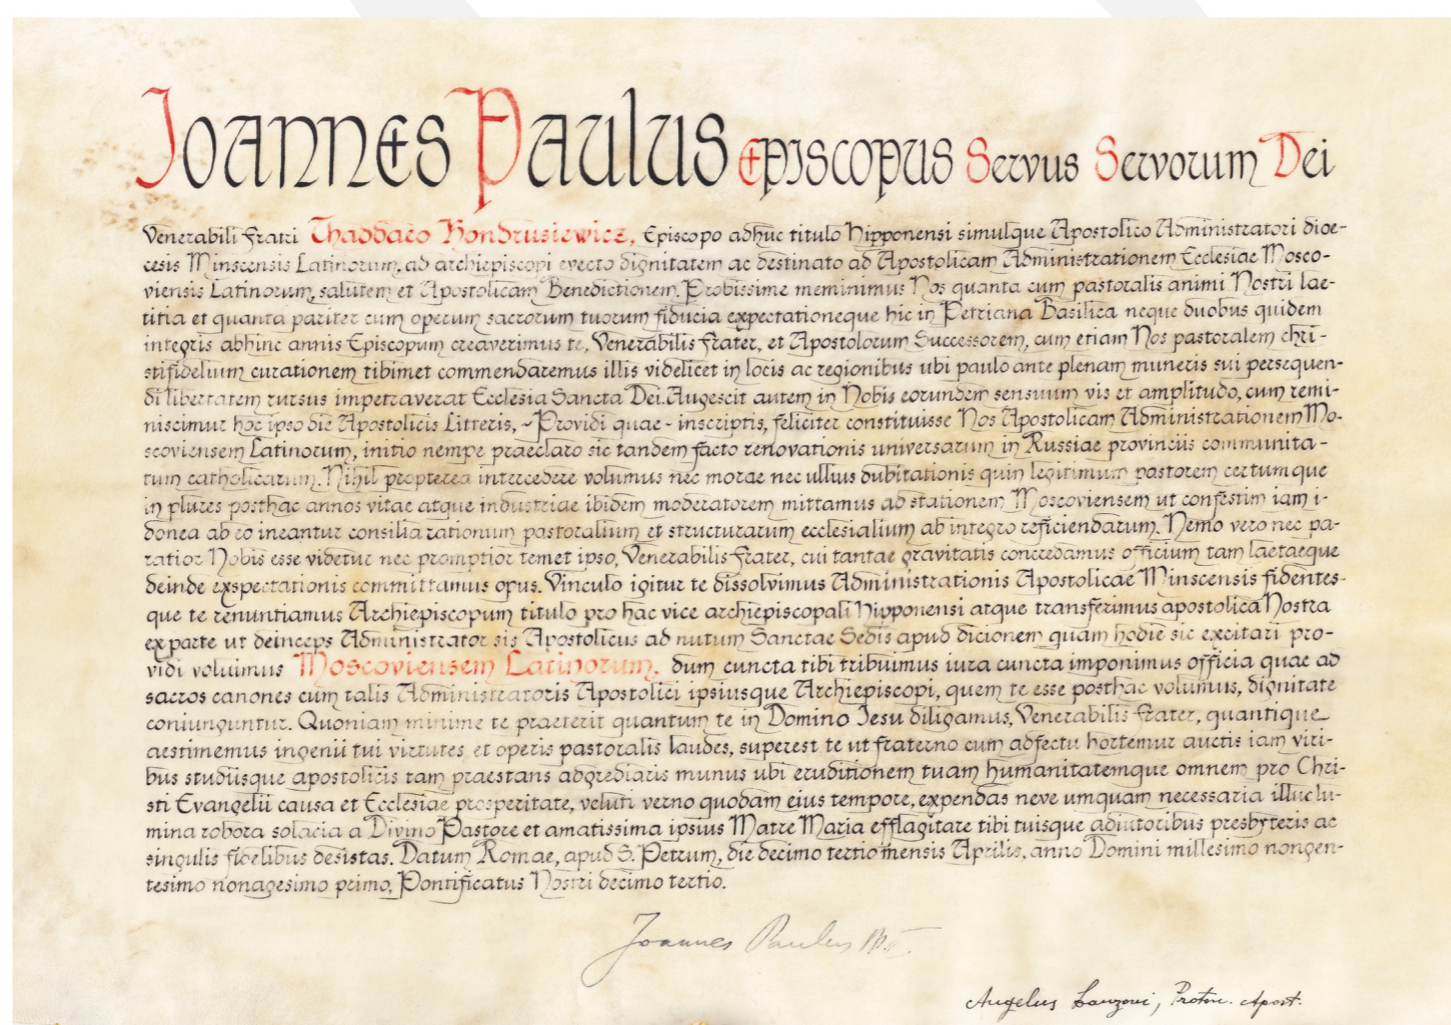 Joannes Paulus Episcopus Servus Servorum Dei
Venerabili Fratri Thaddaeo Kondrusiewicz, Episcopo adhuc titulo Hipponensi simulque Apostolico Administratori dioe-
cesis Minscensis Latinorum, ad archiepiscopi evecto dignitatem ac destinato ad Apostolicam Administrationem Ecclesiae Mosco-
viensis Latinorum, salutem et Apostolicam Benedictionem. Probissime meminimus Nos quanta cum pastoralis animi Nostri lae-
titia et quanta pariter cum operum sacrorum tuorum fiducia expectationeque hic in Petriana Basilica neque duobus quidem
integris abhinc annis Episcopum creaverimus te, Venerabilis Frater, et Apostolorum Successorem, cum etiam Nos pastoralem chri-
stifidelium curationem tibimet commendaremus illis videlicet in locis ac regionibus ubi paulo ante plenam muneris sui persequen-
di libertatem rursus impetraverat Ecclesia Sancta Dei. Augescit autem in Nobis eorundem sensuum vis et amplitudo, cum remi-
niscimur hoc ipso die Apostolicis Litteris, - Providi quae - inscriptis, feliciter constituisse Nos Apostolicam Administrationem Mo-
scoviensem Latinorum, initio nempe praeclaro sic tandem facto renovationis universarum in Russiae provinciis communita-
tum catholicarum. Nihil propterea intercedere volumus nec morae nec ullius dubitationis quin legitimum pastorem certumque
in plures posthac annos vitae atque industriae ibidem moderatorem mittamus ad stationem Moscoviensem ut confestim iam i-
donea ab eo ineantur consilia rationum pastoralium et structurarum ecclesialium ab integro reficiendarum. Nemo vero nec pa-
ratior Nobis esse videtur nec promptior temet ipso, Venerabilis Frater, cui tantae gravitatis concredamus officium tam laetaeque
deinde exspectationis committamus opus. Vinculo igitur te dissolvimus Administrationis Apostolicae Minscensis fidentes-
que te renuntiamus Archiepiscopum titulo pro hac vice archiepiscopali Hipponensi atque transferimus apostolica Nostra
ex parte ut deinceps Administrator sis Apostolicus ad nutum Sanctae Sedis apud dicionem quam hodie sic excitari pro-
vidi voluimus Moscoviensem Latinorum, dum cuncta tibi tribuimus iura cuncta imponimus officia quae ad
sacros canones cum talis Administratoris Apostolici ipsiusque Archiepiscopi, quem te esse posthac volumus, dignitate
coniunguntur. Quoniam minime te praeterit quantum te in Domino Iesu diligamus, Venerabilis Frater, quantique
aestimemus ingenii tui virtutes et operis pastoralis laudes, superest te ut fraterno cum adfectu hortemur auctis iam viri-
bus studiisque apostolicis tam praestans adgrediaris munus ubi eruditionem tuam humanitatemque omnem pro Chri-
sti Evangelii causa et Ecclesiae prosperitate, veluti verno quodam eius tempore, expendas neve umquam necessaria illuc lu-
mina robora solacia a Divino Pastore et amatissima ipsius Matre Maria efflagitare tibi tuisque adiutoribus presbyteris ac
singulis fidelibus desistas. Datum Romae, apud S. Petrum, die decimo tertio mensis Aprilis, anno Domini millesimo nongen-
tesimo nonagesimo primo, Pontificatus Nostri decimo tertio.
Joannes Paulus
Angelus Lanzoni, Proton. Apost.